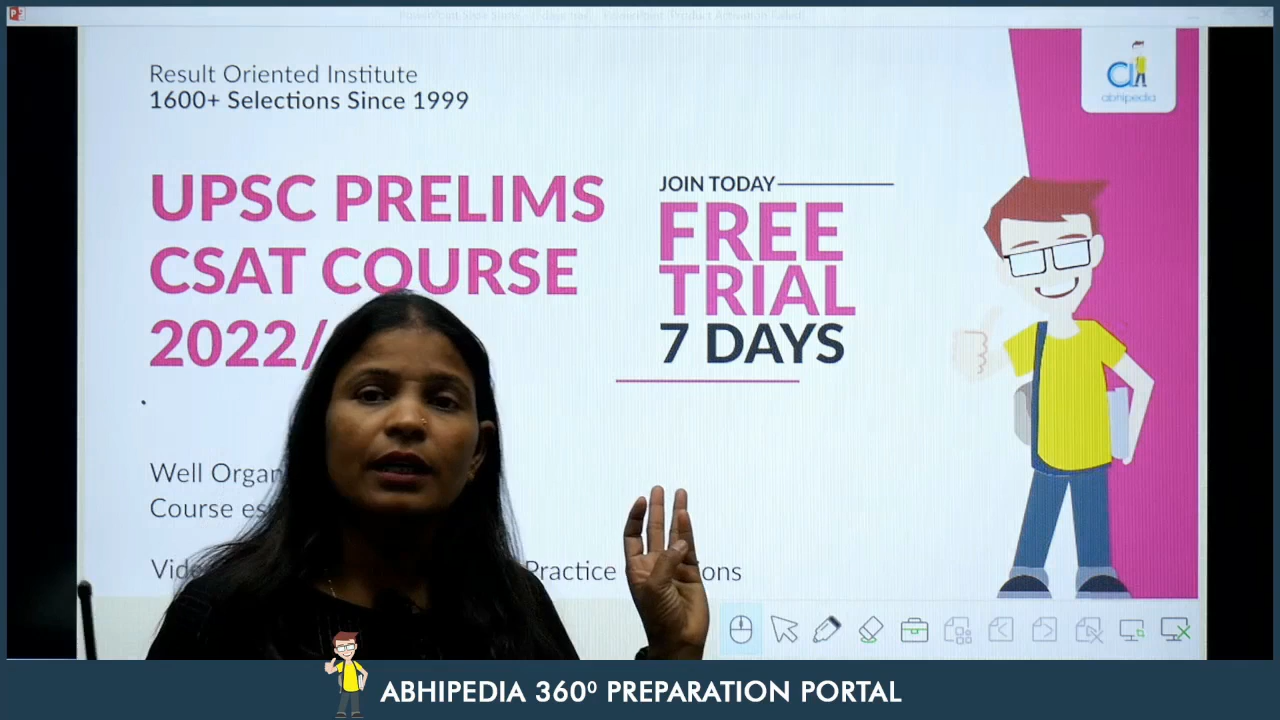 Result Oriented Institute
1600+ Selections Since 1999
UPSC PRELIMS
CSAT COURSE
2022/
JOIN TODAY
FREE
TRIAL
7 DAYS
abhipedia
Well Organ
Course es
Vide Practice ons
ABHIPEDIA 360⁰ PREPARATION PORTAL